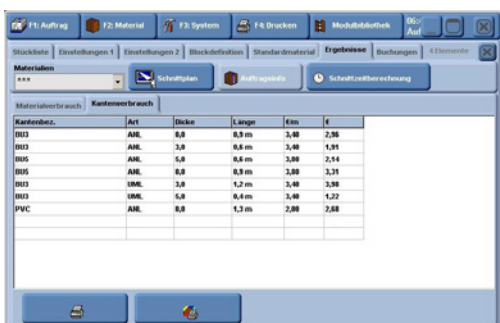 F1: Auftrag F2: Material F3: System F4: Drucken Modulbibliothek
Stückliste Einstellungen 1 Einstellungen 2 Blockdefinition Standardmaterial Ergebnisse Buchungen 4 Elemente
Materialien
*** Schnittplan Auftragsinfo Schnittzeitberechnung
Materialverbrauch Kantenverbrauch
Kantenbez. Art Dicke Länge €/m €
BU3 ANL 0,0 0,9 m 3,40 2,96
BU3 ANL 3,0 0,6 m 3,40 1,91
BU5 ANL 5,0 0,6 m 3,80 2,14
BU5 ANL 0,0 0,9 m 3,80 3,31
BU3 UML 3,0 1,2 m 3,40 3,98
BU3 UML 5,0 0,4 m 3,40 1,22
PVC ANL 0,0 1,3 m 2,00 2,68